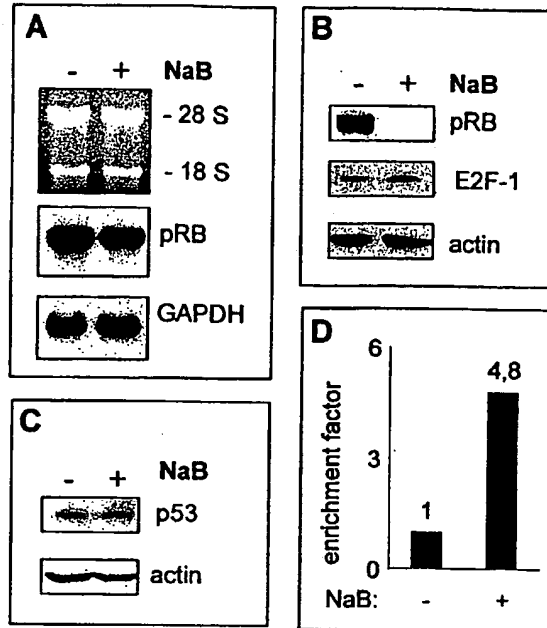 A
- + NaB
- 28 S
- 18 S
pRB
GAPDH
B
- + NaB
pRB
E2F-1
actin
C
- + NaB
p53
actin
D
enrichment factor
6
3
0
1
4,8
NaB: - +